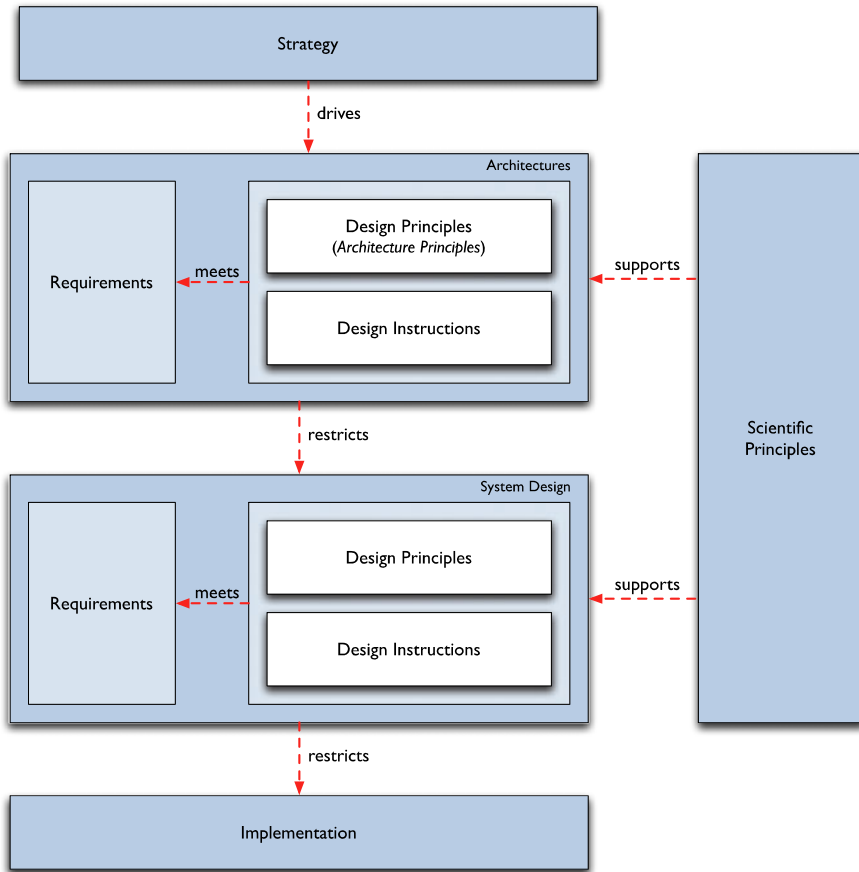 Strategy
drives
Architectures
Design Principles
(Architecture Principles)
meets
Requirements
supports
Design Instructions
restricts
Scientific
Principles
System Design
Design Principles
meets
Requirements
supports
Design Instructions
restricts
Implementation